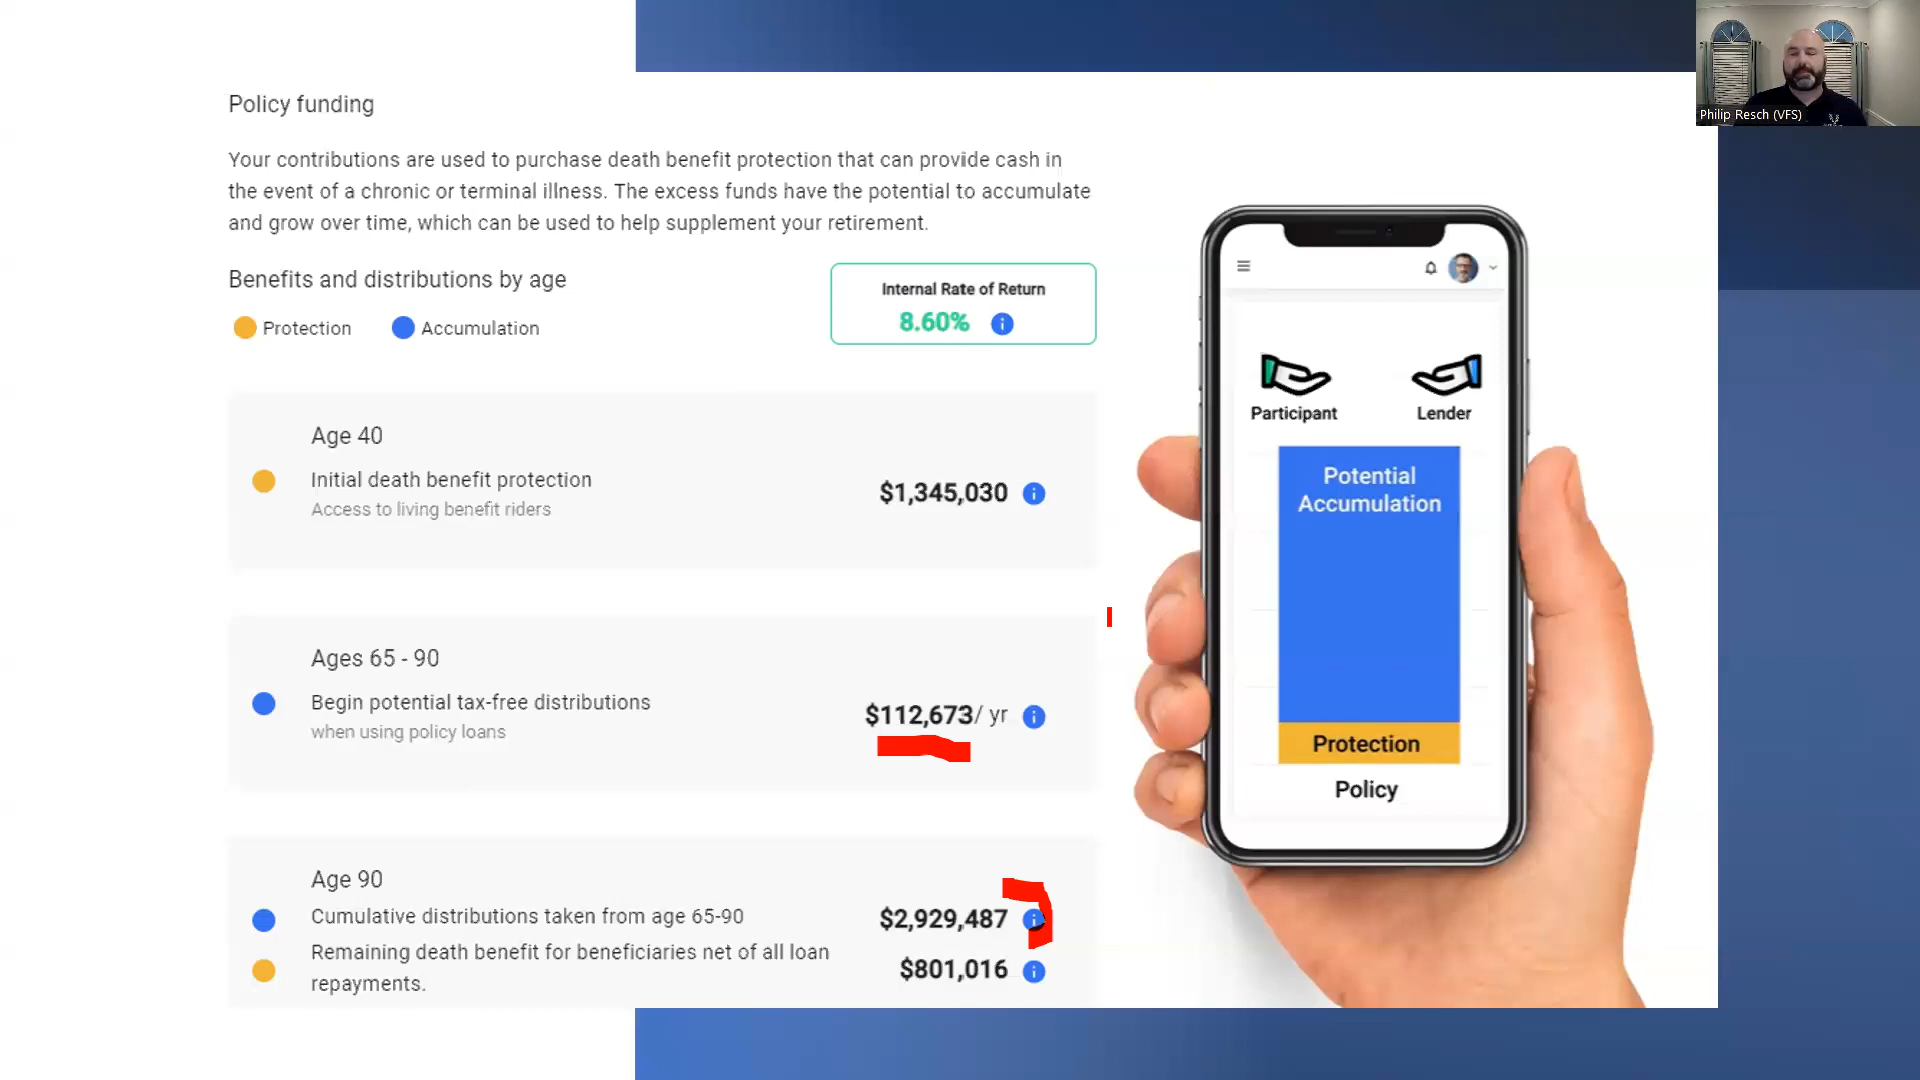 Policy funding
Your contributions are used to purchase death benefit protection that can provide cash in
the event of a chronic or terminal illness. The excess funds have the potential to accumulate
and grow over time, which can be used to help supplement your retirement.
Benefits and distributions by age
Protection
Accumulation
Internal Rate of Return
8.60%
Age 40
Initial death benefit protection
Access to living benefit riders
$1,345,030
Ages 65 - 90
Begin potential tax-free distributions
when using policy loans
$112,673/ yr
Age 90
Cumulative distributions taken from age 65-90
$2,929,487
Remaining death benefit for beneficiaries net of all loan
repayments.
$801,016
Participant
Lender
Potential
Accumulation
Protection
Policy
Philip Resch (VFS)